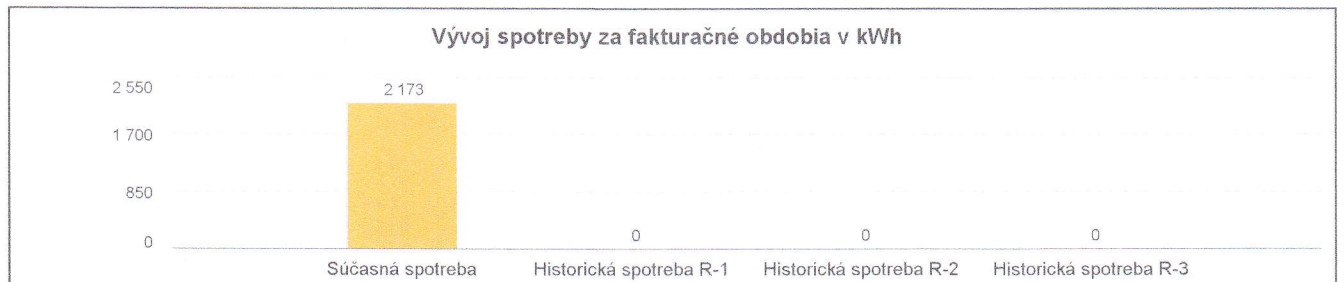 Vývoj spotreby za fakturačné obdobia v kWh
2 550
2 173
1 700
850
0
0
0
0
Súčasná spotreba
Historická spotreba R-1
Historická spotreba R-2
Historická spotreba R-3